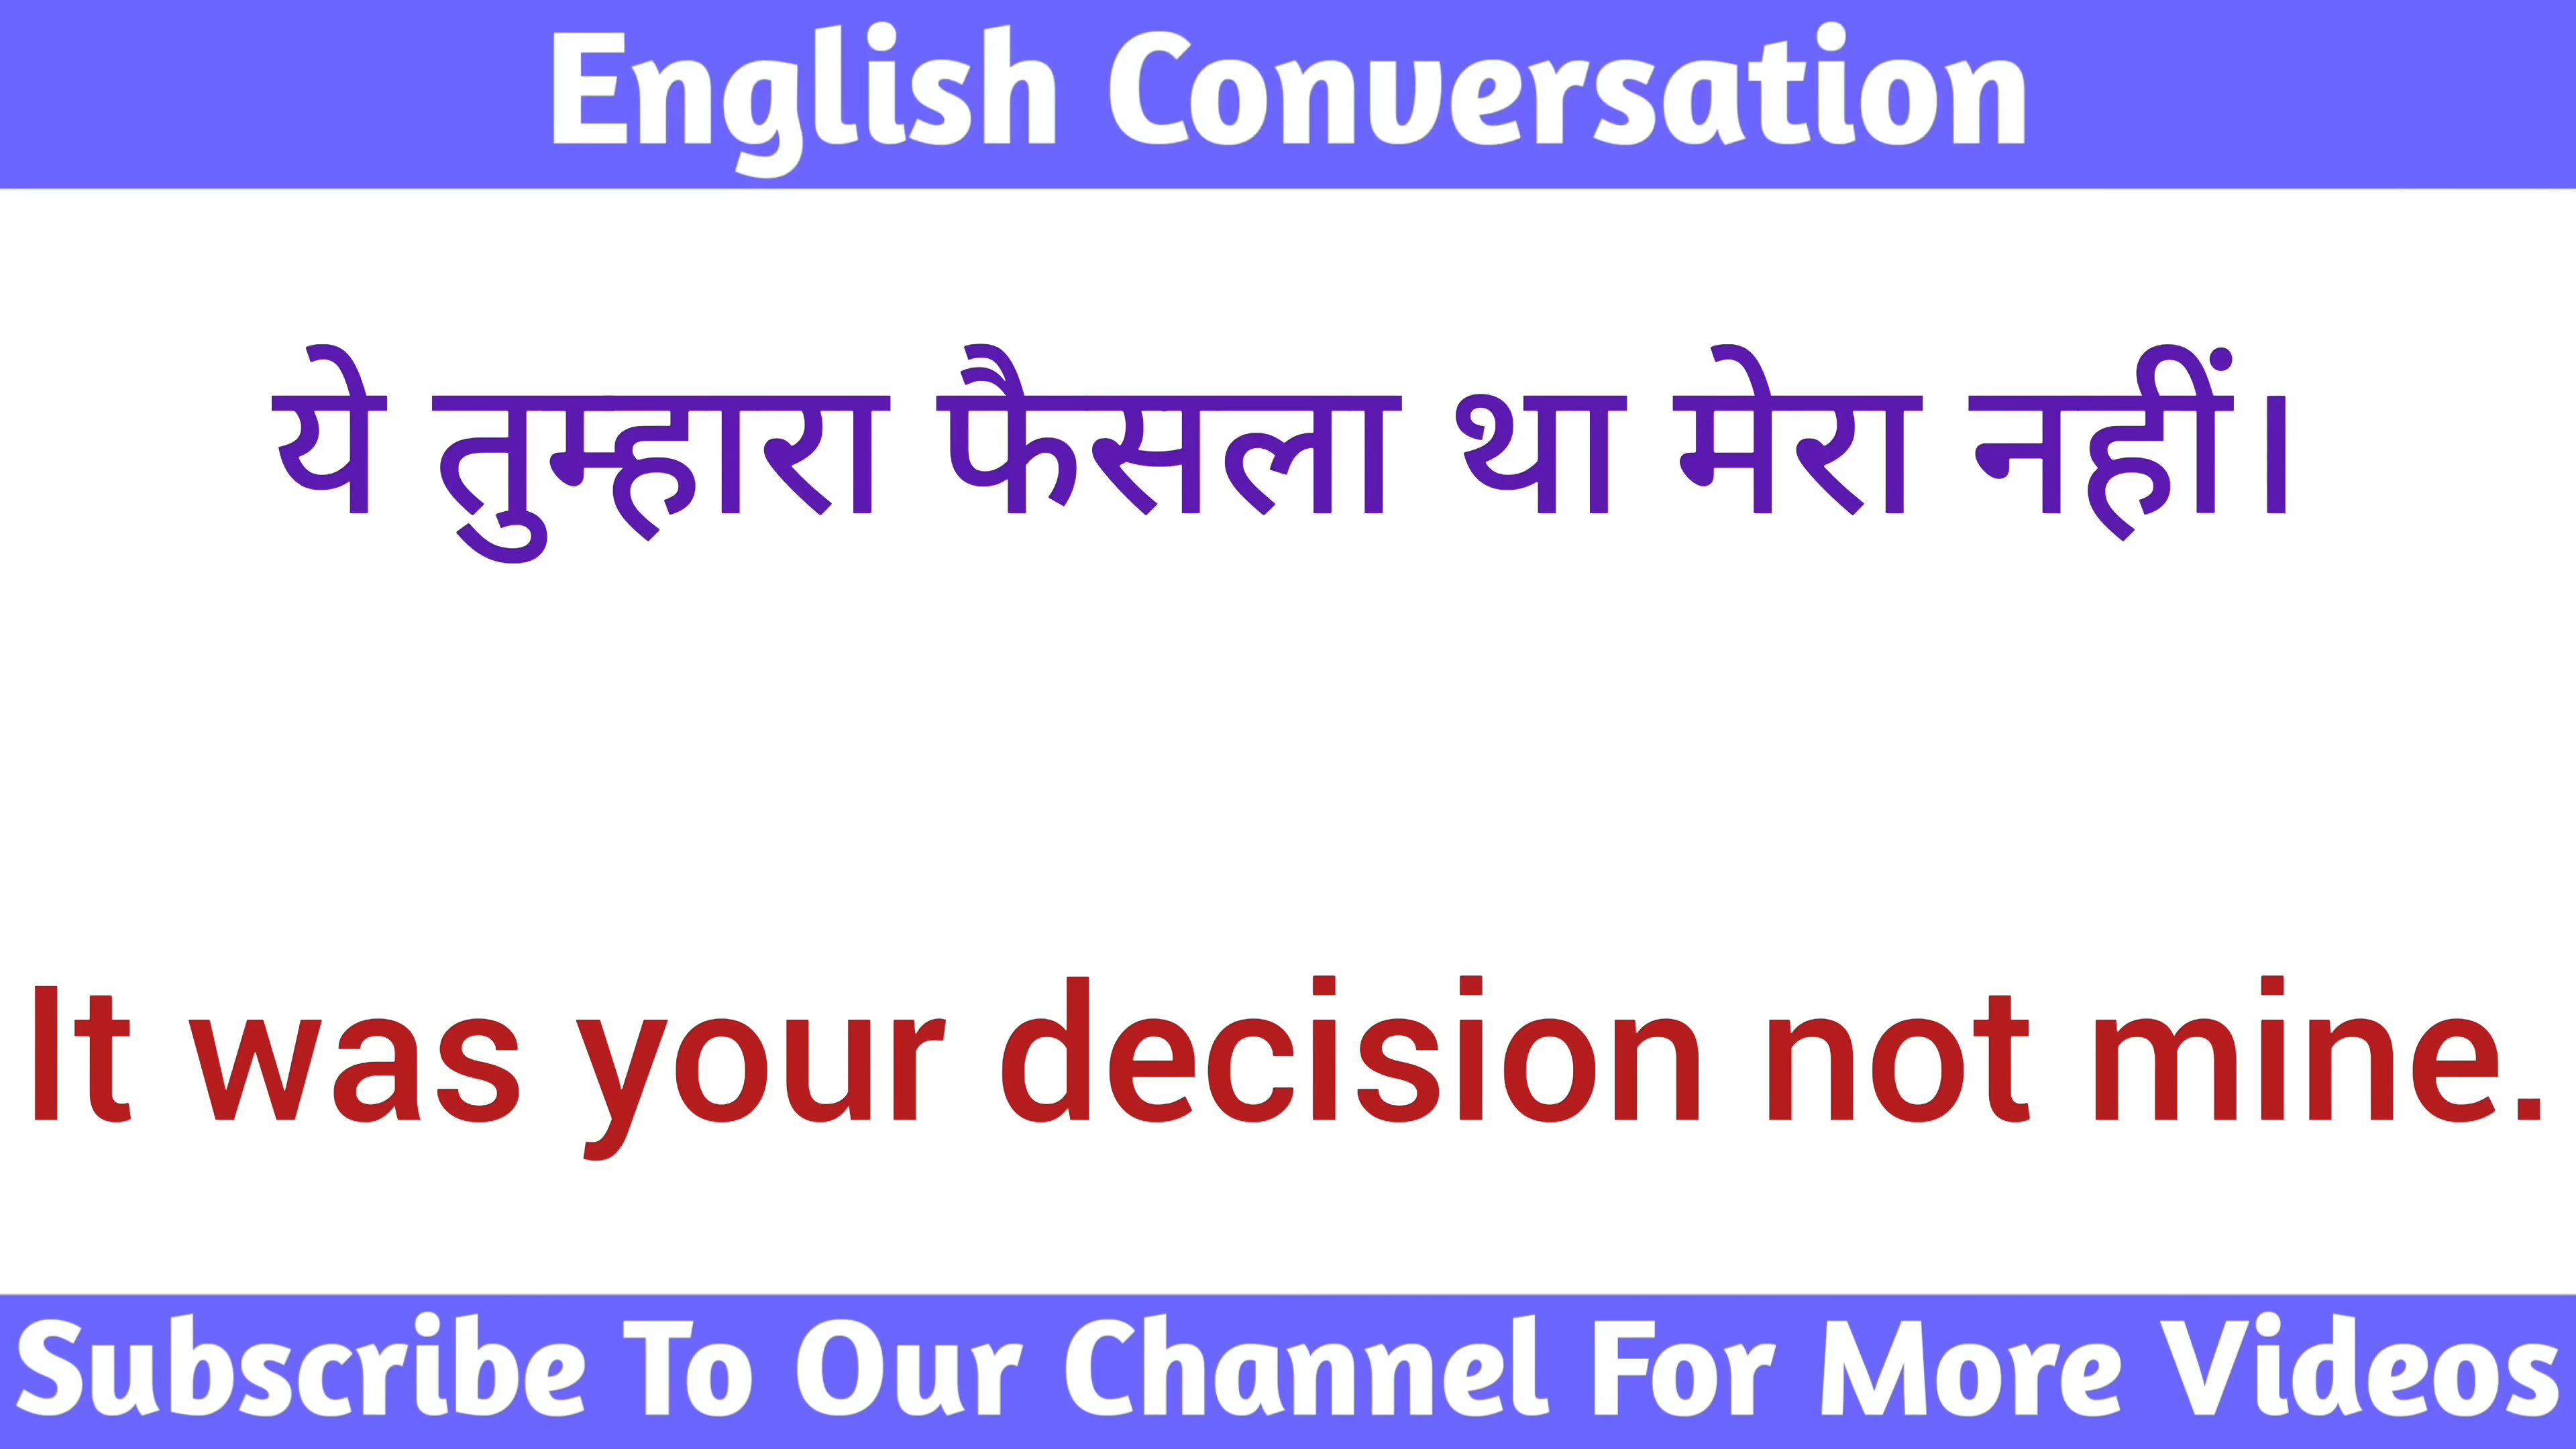 English Conversation
ये तुम्हारा फैसला था मेरा नहीं।
It was your decision not mine.
Subscribe To Our Channel For More Videos